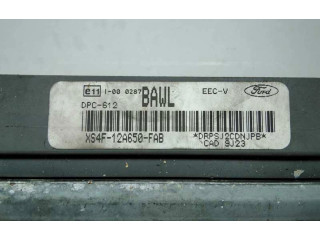 e11 1-00 0287 BAWL EEC-V Ford
DPC-612
XS4F-12A650-FAB *DRPSJ2CDNJPB*
CAD 9J23